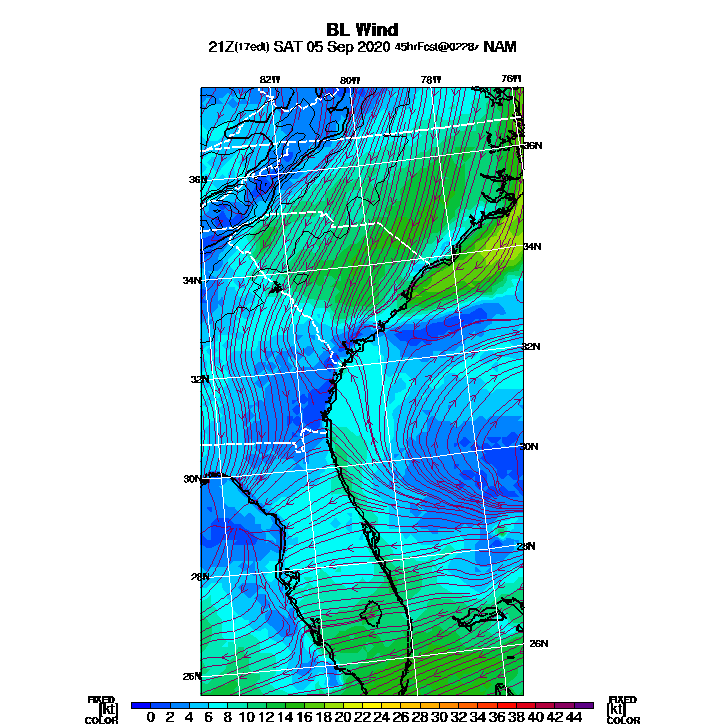 BL Wind
21Z(17edt) SAT 05 Sep 2020 45hrFcst@0228z NAM
82W 80W 78W 76W
36N
36N
34N
34N
32N
32N
30N
30N
28N
28N
26N
26N
FIXED FIXED
[kt] 0 2 4 6 8 10 12 14 16 18 20 22 24 26 28 30 32 34 36 38 40 42 44 [kt]
COLOR COLOR